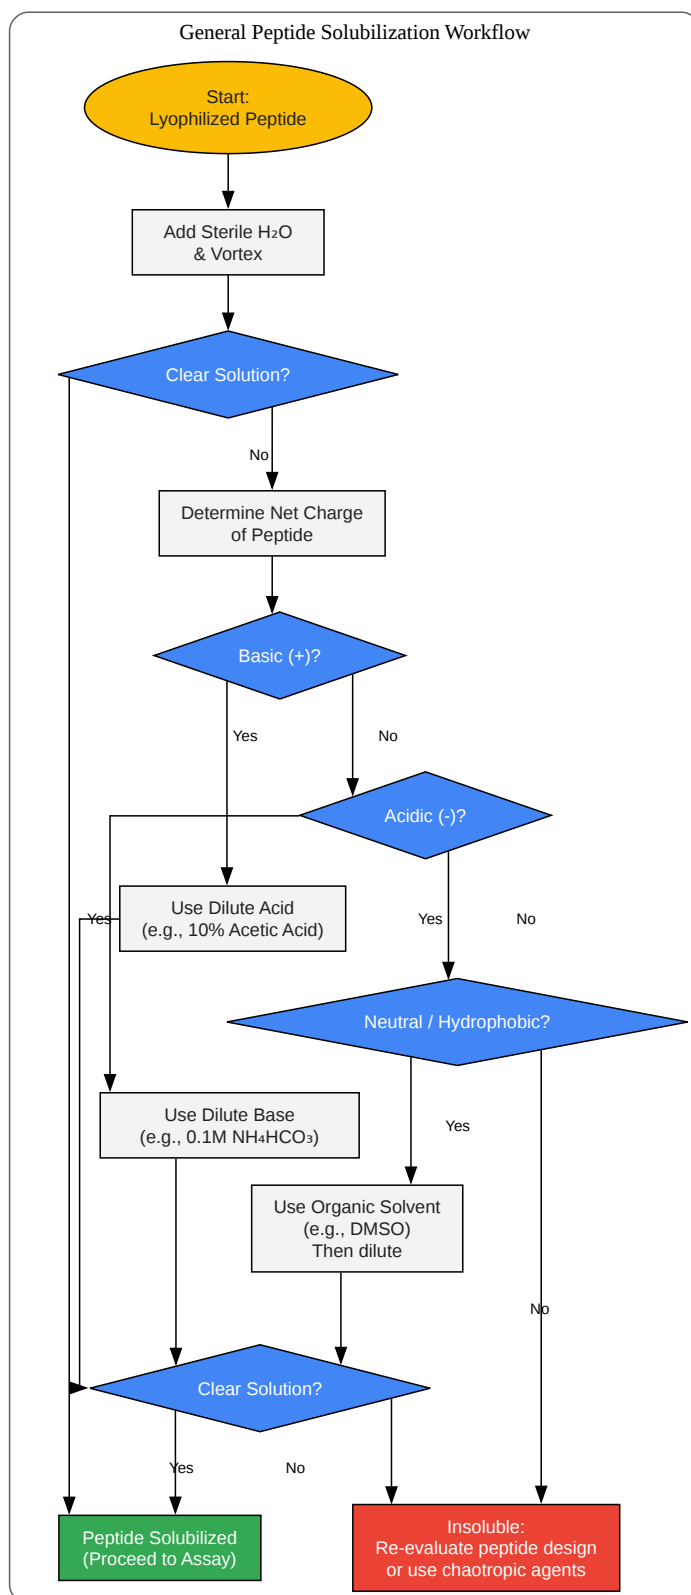 General Peptide Solubilization Workflow
Start:
Lyophilized Peptide
Add Sterile H₂O
& Vortex
Clear Solution?
No
Determine Net Charge
of Peptide
Basic (+)?
Yes
No
Acidic (-)?
Use Dilute Acid
(e.g., 10% Acetic Acid)
Yes
Yes
No
Neutral / Hydrophobic?
Use Dilute Base
(e.g., 0.1M NH₄HCO₃)
Yes
Use Organic Solvent
(e.g., DMSO)
Then dilute
No
Clear Solution?
Yes
No
Peptide Solubilized
(Proceed to Assay)
Insoluble:
Re-evaluate peptide design
or use chaotropic agents